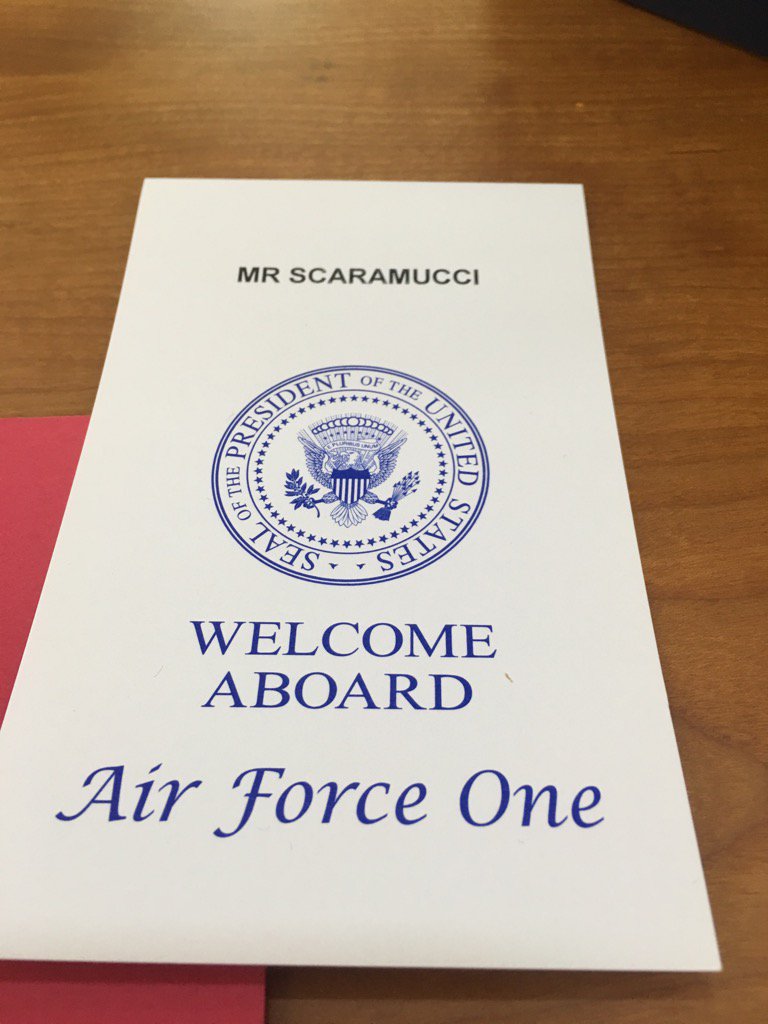 MR SCARAMUCCI
SEAL OF THE PRESIDENT OF THE UNITED STATES
E PLURIBUS UNUM
WELCOME
ABOARD
Air Force One